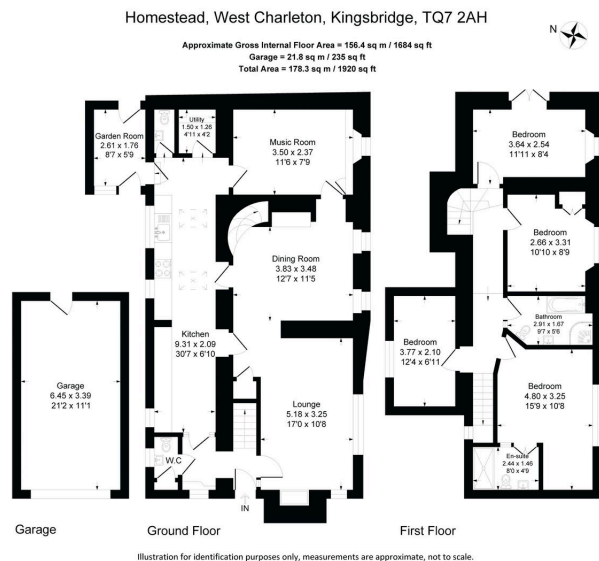 Homestead, West Charleton, Kingsbridge, TQ7 2AH
Approximate Gross Internal Floor Area = 156.4 sq m / 1684 sq ft
Garage = 21.8 sq m / 235 sq ft
Total Area = 178.3 sq m / 1920 sq ft
N
Garden Room
2.61 x 1.76
8'7 x 5'9
Utility
1.50 x 1.26
4'11 x 4'2
Music Room
3.50 x 2.37
11'6 x 7'9
Dining Room
3.83 x 3.48
12'7 x 11'5
Kitchen
9.31 x 2.09
30'7 x 6'10
Lounge
5.18 x 3.25
17'0 x 10'8
W.C
IN
Garage
6.45 x 3.39
21'2 x 11'1
Bedroom
3.64 x 2.54
11'11 x 8'4
Bedroom
2.66 x 3.31
10'10 x 8'9
Bathroom
2.91 x 1.67
9'7 x 5'6
Bedroom
3.77 x 2.10
12'4 x 6'11
Bedroom
4.80 x 3.25
15'9 x 10'8
En-suite
2.44 x 1.46
8'0 x 4'9
Garage
Ground Floor
First Floor
Illustration for identification purposes only, measurements are approximate, not to scale.